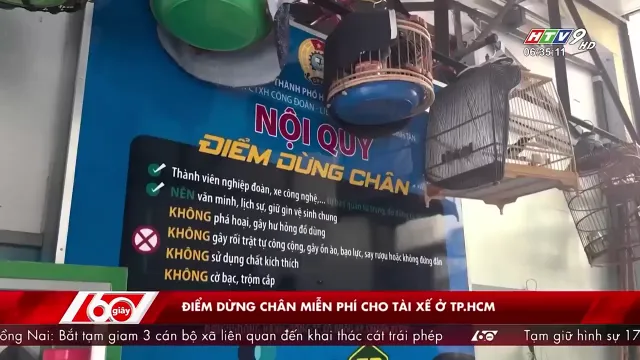 HTV9 HD
06:35:11
THÀNH PHỐ H
CTXH CÔNG ĐOÀN
NỘI QUY
ĐIỂM DỪNG CHÂN
Thành viên nghiệp đoàn, xe công nghệ,...
NÊN văn minh, lịch sự, giữ gìn vệ sinh chung
KHÔNG phá hoại, gây hư hỏng đồ dùng
KHÔNG gây rối trật tự công cộng, gây ồn ào, bạo lực, say rượu hoặc không đứng đắn
KHÔNG sử dụng chất kích thích
KHÔNG cờ bạc, trộm cắp
60 giây
ĐIỂM DỪNG CHÂN MIỄN PHÍ CHO TÀI XẾ Ở TP.HCM
ồng Nai: Bắt tạm giam 3 cán bộ xã liên quan đến khai thác cát trái phép
60 giây
Tạm giữ hình sự 17